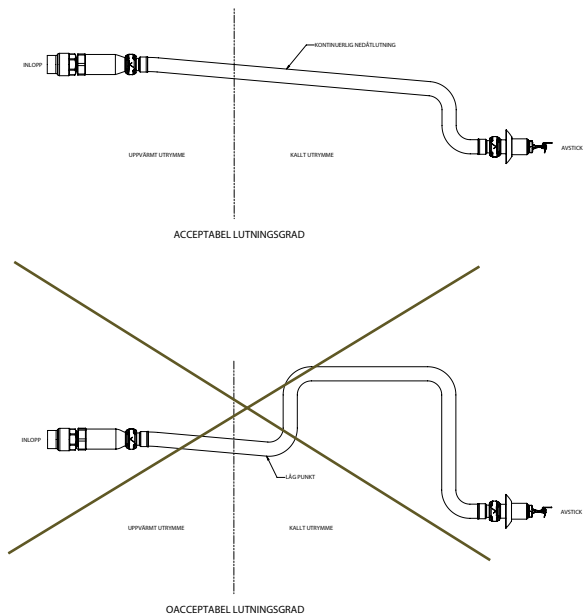 KONTINUERLIG NEDÅTLUTNING
INLOPP
AVSTICK
UPPVÄRMT UTRYMME
KALLT UTRYMME
ACCEPTABEL LUTNINGSGRAD
INLOPP
LÅG PUNKT
AVSTICK
UPPVÄRMT UTRYMME
KALLT UTRYMME
OACCEPTABEL LUTNINGSGRAD